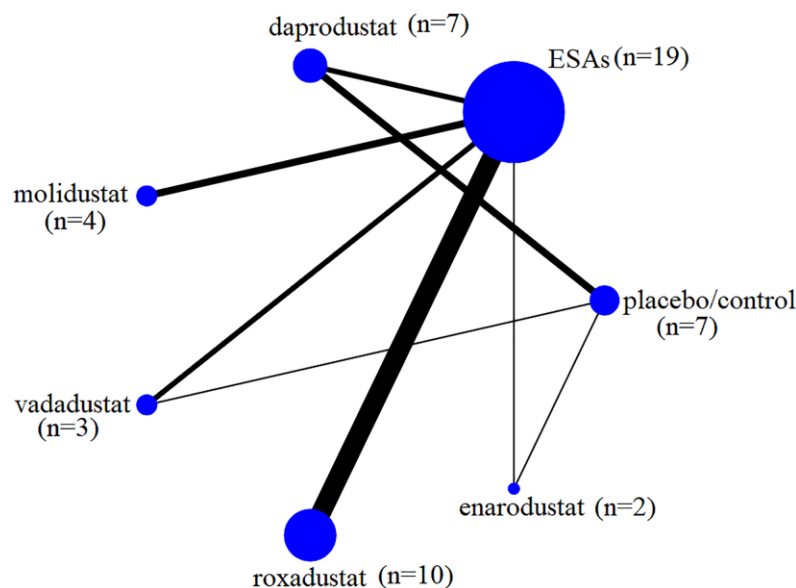 daprodustat (n=7)
ESAs (n=19)
molidustat
(n=4)
placebo/control
(n=7)
vadadustat
(n=3)
enarodustat (n=2)
roxadustat (n=10)